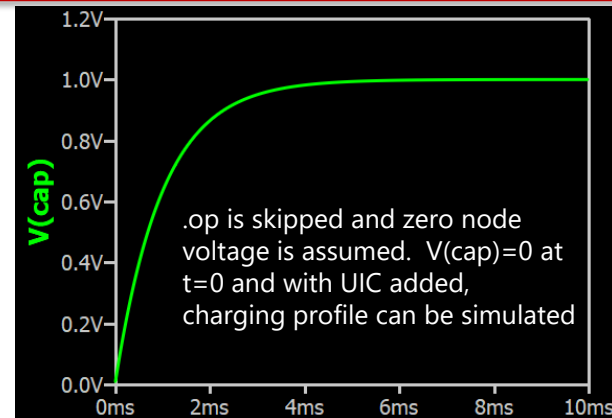 1.2V
1.0V
0.8V
0.6V
0.4V
0.2V
0.0V
V(cap)
.op is skipped and zero node
voltage is assumed.  V(cap)=0 at
t=0 and with UIC added,
charging profile can be simulated
0ms 2ms 4ms 6ms 8ms 10ms